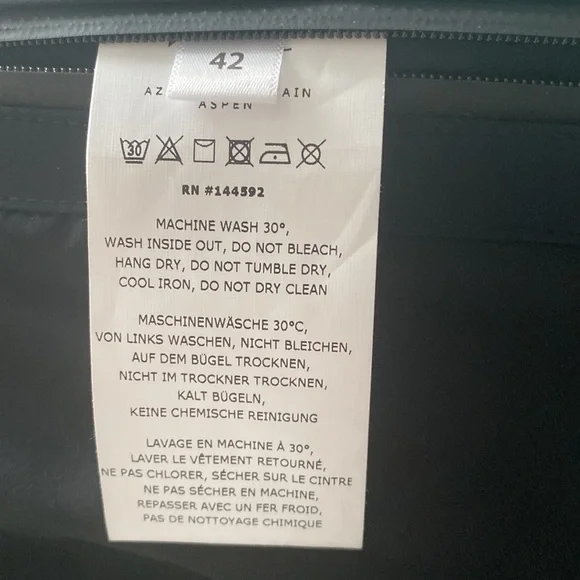 42
ASPEN
30
RN #144592
MACHINE WASH 30°,
WASH INSIDE OUT, DO NOT BLEACH,
HANG DRY, DO NOT TUMBLE DRY,
COOL IRON, DO NOT DRY CLEAN
MASCHINENWÄSCHE 30°C,
VON LINKS WASCHEN, NICHT BLEICHEN,
AUF DEM BÜGEL TROCKNEN,
NICHT IM TROCKNER TROCKNEN,
KALT BÜGELN,
KEINE CHEMISCHE REINIGUNG
LAVAGE EN MACHINE À 30°,
LAVER LE VÊTEMENT RETOURNÉ,
NE PAS CHLORER, SÉCHER SUR LE CINTRE
NE PAS SÉCHER EN MACHINE,
REPASSER AVEC UN FER FROID,
PAS DE NOTTOYAGE CHIMIQUE